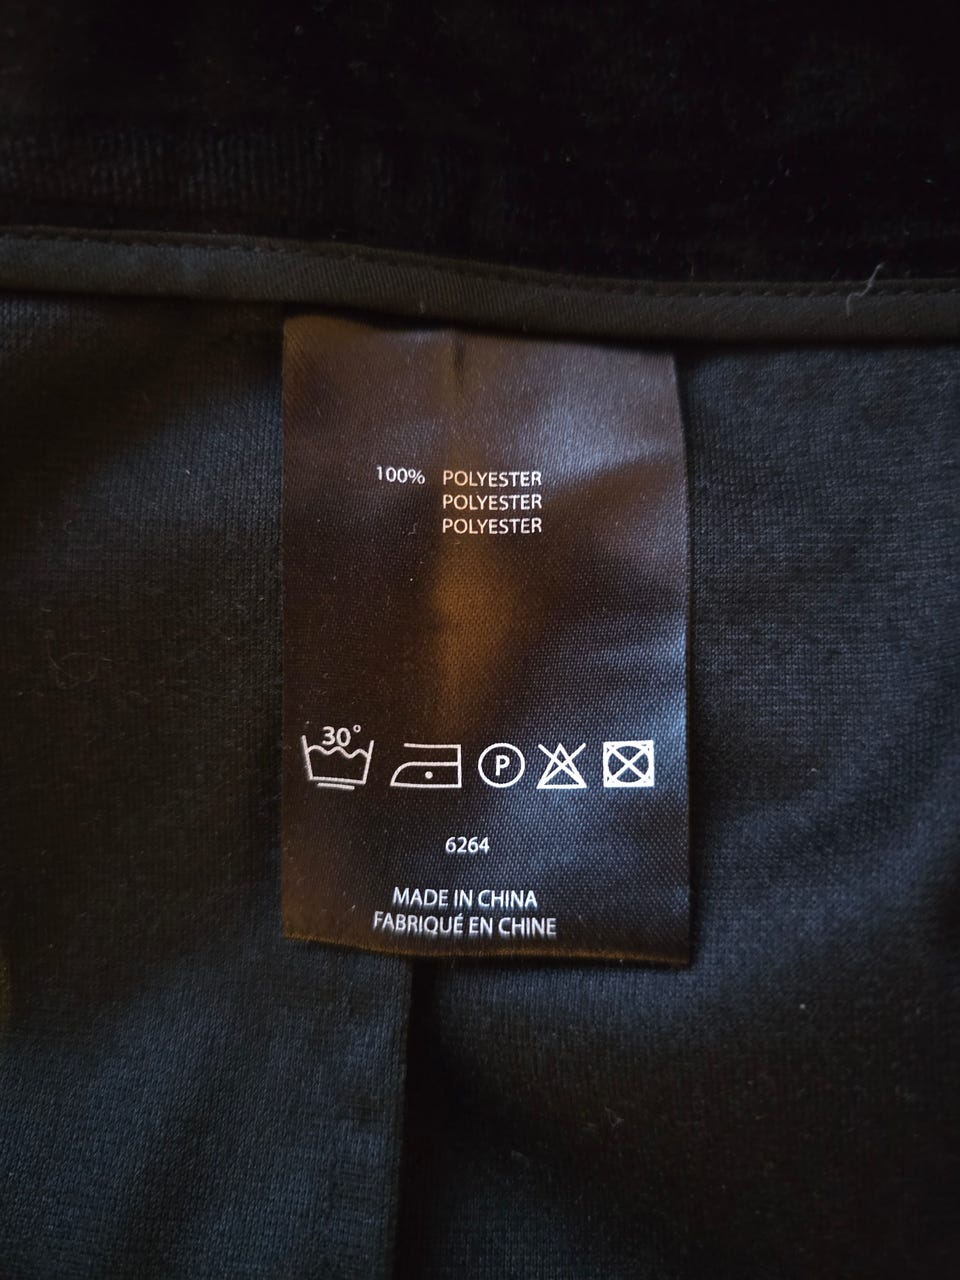 100% POLYESTER
POLYESTER
POLYESTER
30°
P
6264
MADE IN CHINA
FABRIQUÉ EN CHINE